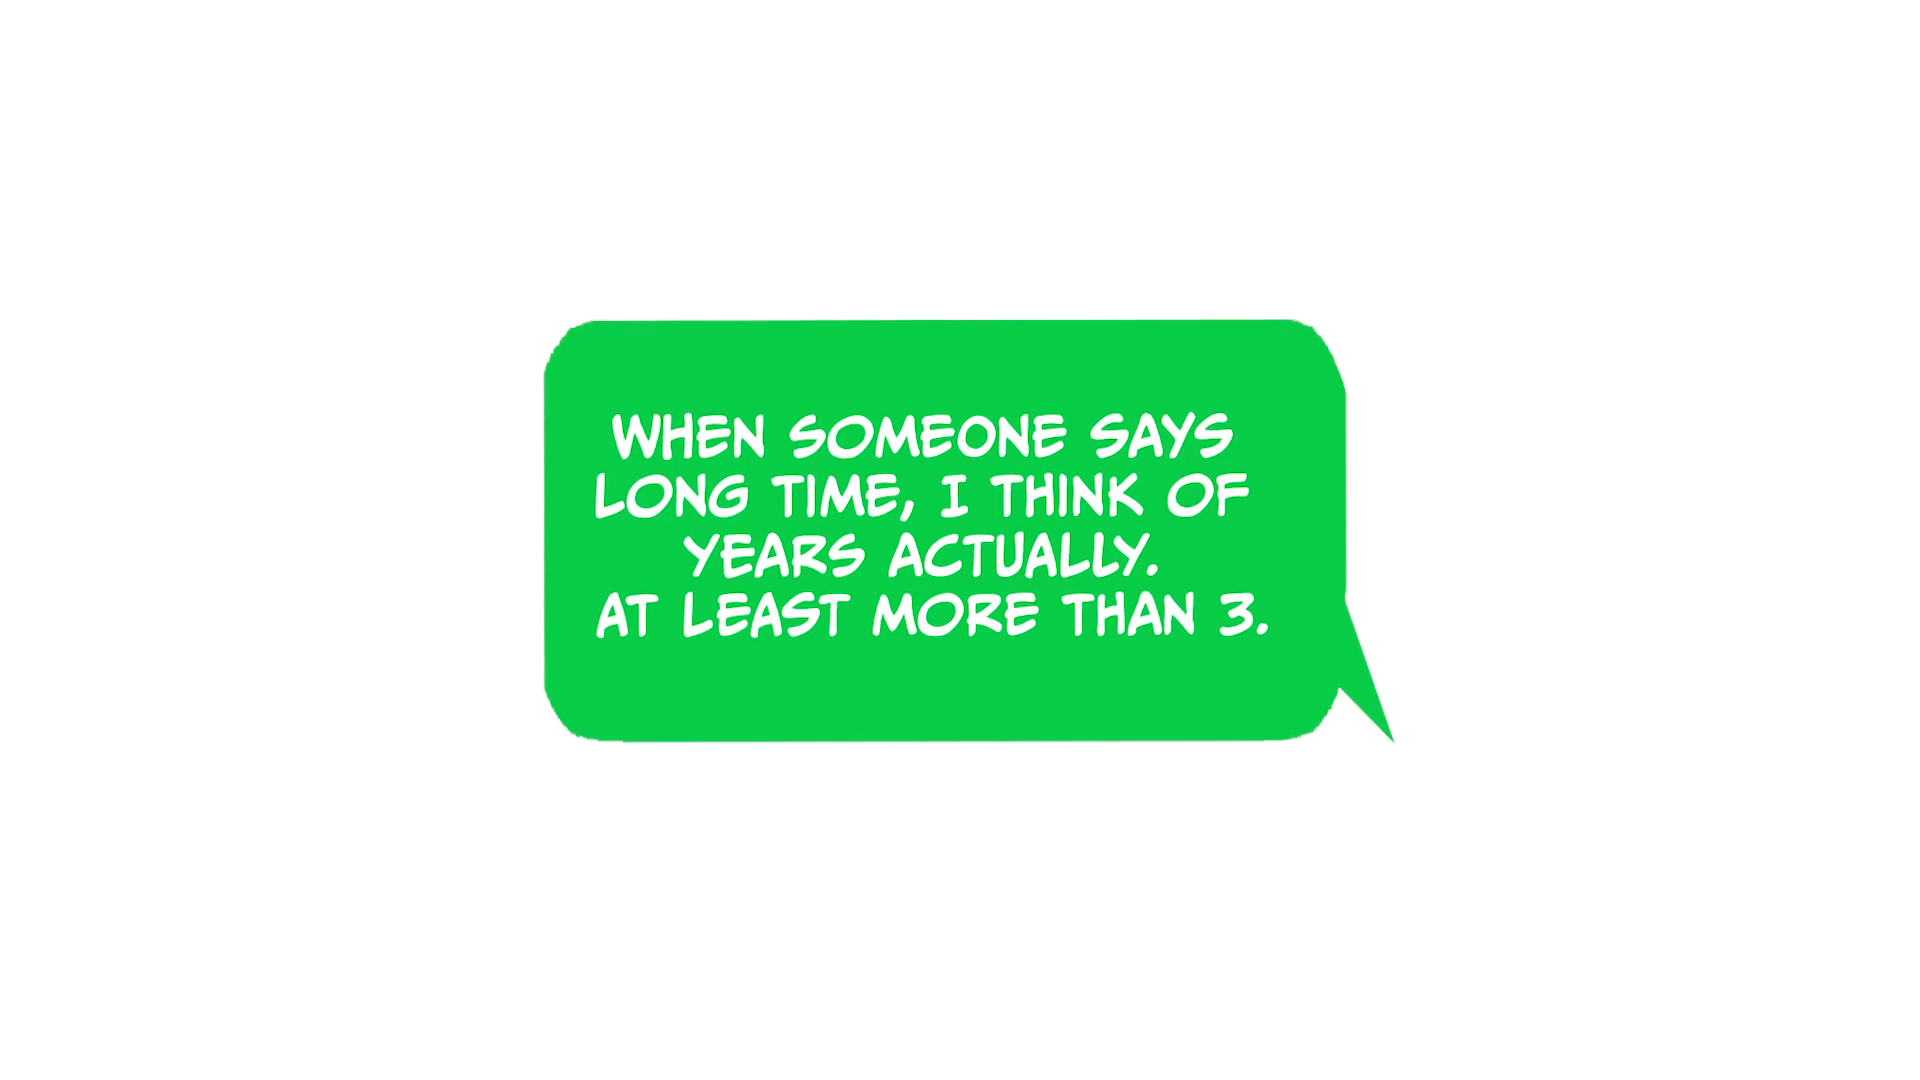 WHEN SOMEONE SAYS
LONG TIME, I THINK OF
YEARS ACTUALLY.
AT LEAST MORE THAN 3.